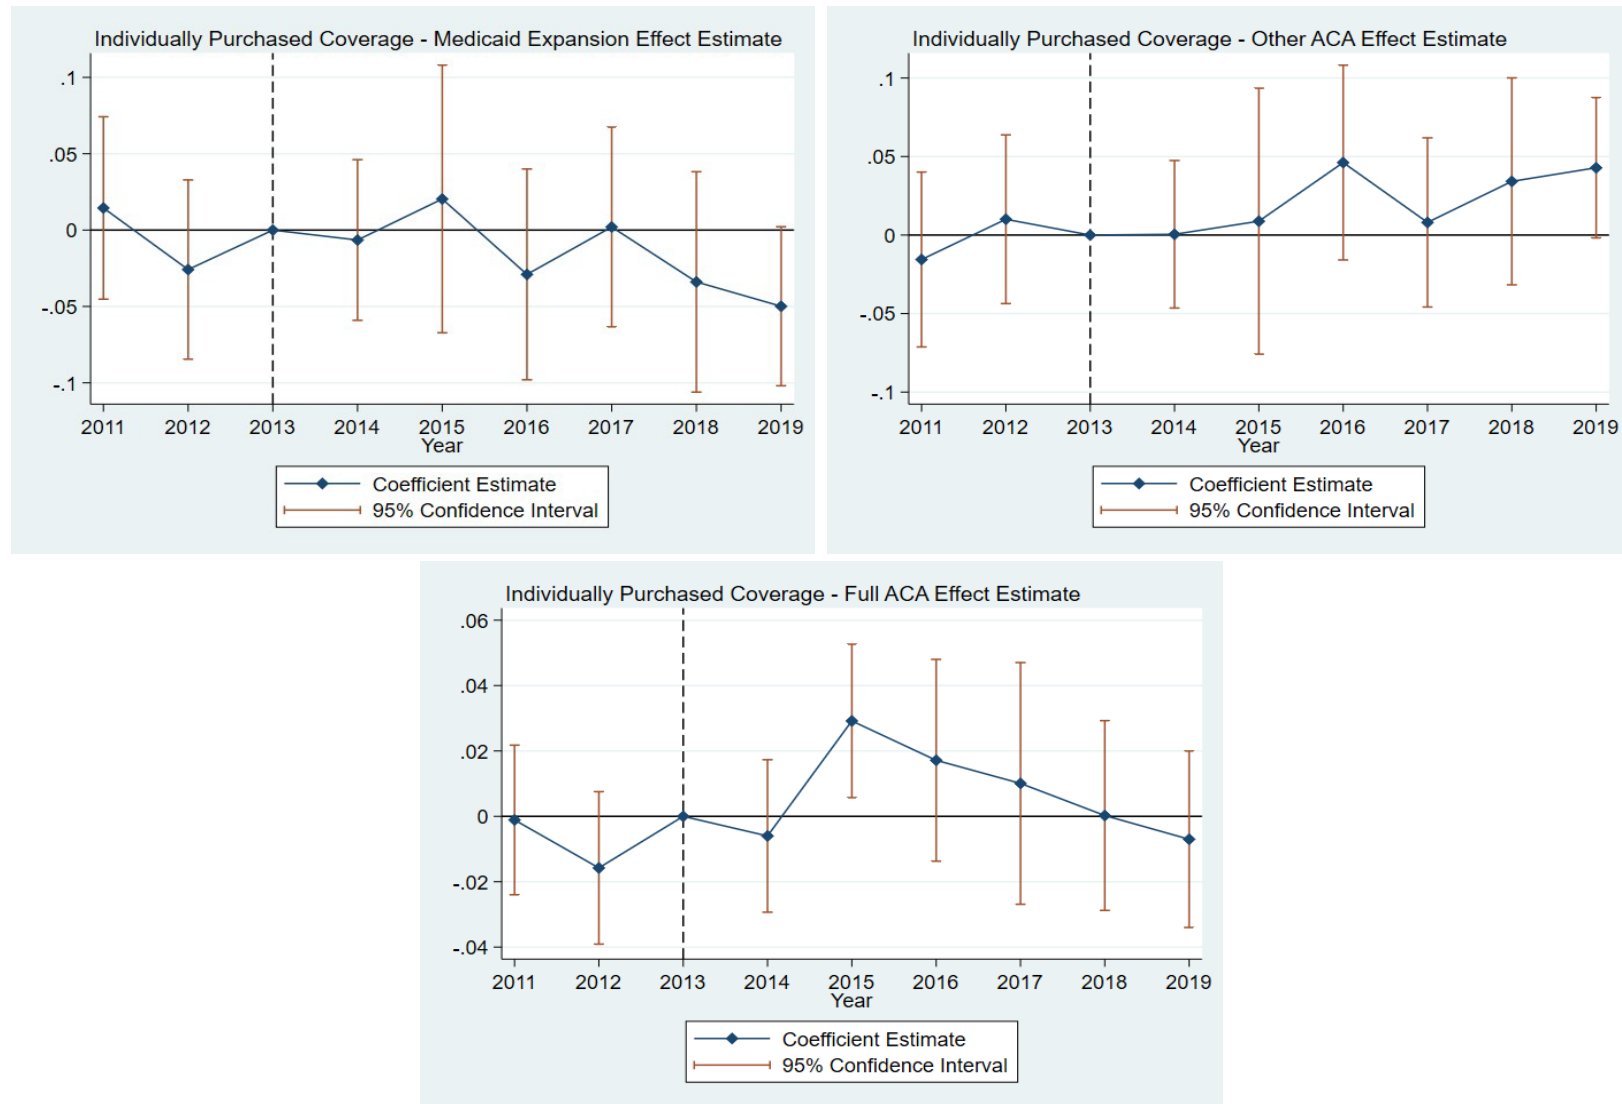 Individually Purchased Coverage - Medicaid Expansion Effect Estimate
.1
.05
0
-.05
-.1
2011 2012 2013 2014 2015 2016 2017 2018 2019
Year
Coefficient Estimate
95% Confidence Interval
Individually Purchased Coverage - Other ACA Effect Estimate
.1
.05
0
-.05
-.1
2011 2012 2013 2014 2015 2016 2017 2018 2019
Year
Coefficient Estimate
95% Confidence Interval
Individually Purchased Coverage - Full ACA Effect Estimate
.06
.04
.02
0
-.02
-.04
2011 2012 2013 2014 2015 2016 2017 2018 2019
Year
Coefficient Estimate
95% Confidence Interval